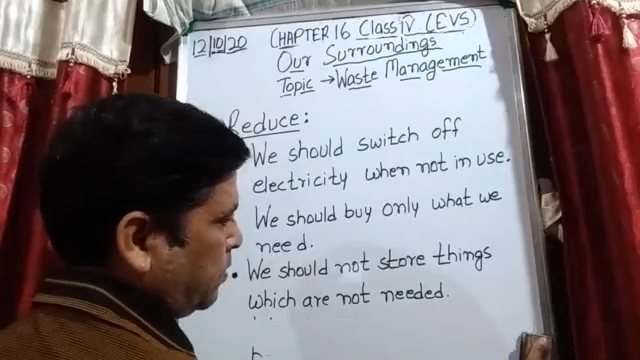 12/10/20 CHAPTER 16 Class IV (EVS)
Our Surroundings
Topic → Waste Management
Reduce:
We should switch off
electricity when not in use.
We should buy only what we
need.
• We should not store things
which are not needed.